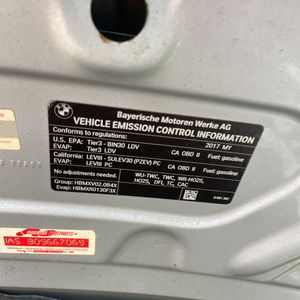 Bayerische Motoren Werke AG
VEHICLE EMISSION CONTROL INFORMATION
Conforms to regulations: 2017 MY
U.S. EPA: Tier3 - BIN30 LDV
Evap: Tier3 LDV CA OBD II Fuel: gasoline
California: LEVIII - SULEV30 (PZEV) PC
Evap: LEVIII PC CA OBD II Fuel: gasoline
No adjustments needed.
WU-TWC, TWC, WR-HO2S,
HO2S, DFI, TC, CAC
Group: HBMXV02.0B4X
Evap: HBMXR0130F3X
IAS B09667069